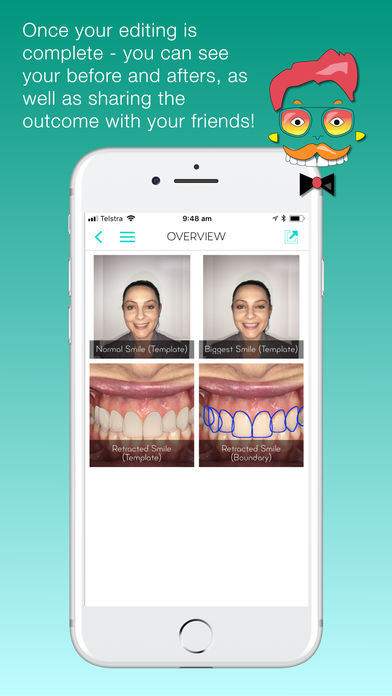 Once your editing is
complete - you can see
your before and afters, as
well as sharing the
outcome with your friends!
Telstra
9:48 am
OVERVIEW
Normal Smile (Template)
Biggest Smile (Template)
Retracted Smile
(Template)
Retracted Smile
(Boundary)